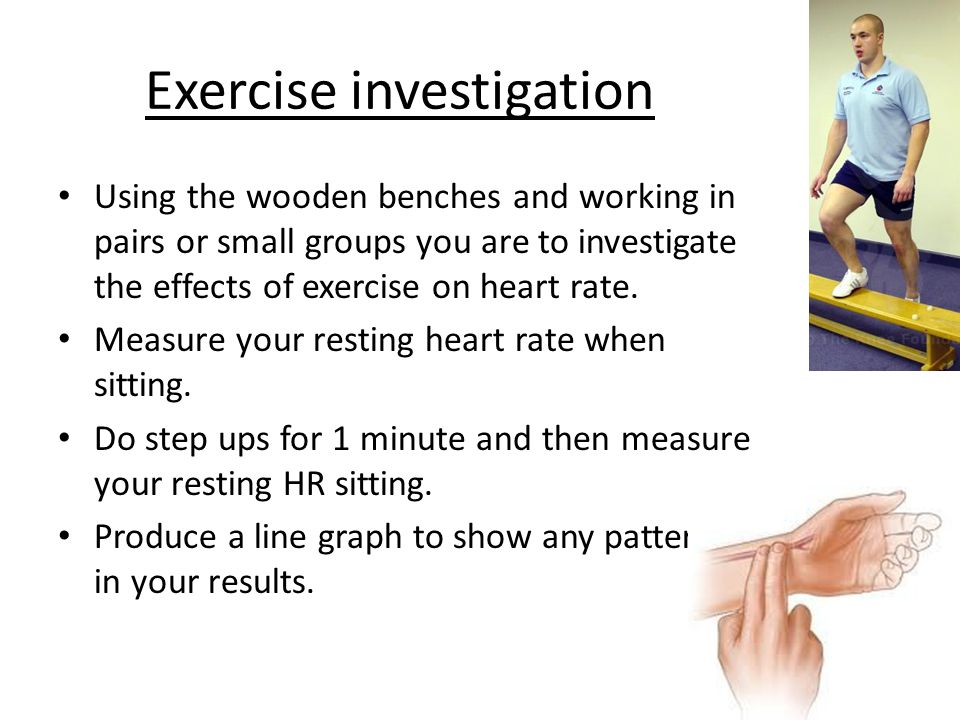 Exercise investigation
• Using the wooden benches and working in
pairs or small groups you are to investigate
the effects of exercise on heart rate.
• Measure your resting heart rate when
sitting.
• Do step ups for 1 minute and then measure
your resting HR sitting.
• Produce a line graph to show any patter
in your results.